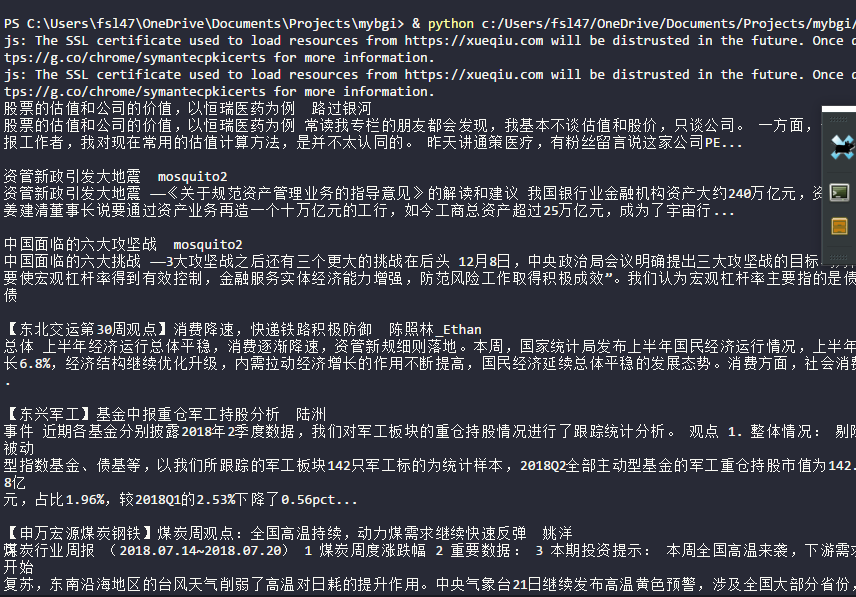 PS C:\Users\fsl47\OneDrive\Documents\Projects\mybgi> & python c:/Users/fsl47/OneDrive/Documents/Projects/mybgi/
js: The SSL certificate used to load resources from https://xueqiu.com will be distrusted in the future. Once
tps://g.co/chrome/symantecpkicerts for more information.
js: The SSL certificate used to load resources from https://xueqiu.com will be distrusted in the future. Once
tps://g.co/chrome/symantecpkicerts for more information.
股票的估值和公司的价值，以恒瑞医药为例 路过银河
股票的估值和公司的价值，以恒瑞医药为例 常读我专栏的朋友都会发现，我基本不谈估值和股价，只谈公司。 一方面，
报工作者，我对现在常用的估值计算方法，是并不太认同的。 昨天讲通策医疗，有粉丝留言说这家公司PE...
资管新政引发大地震 mosquito2
资管新政引发大地震 —《关于规范资产管理业务的指导意见》的解读和建议 我国银行业金融机构资产大约240万亿元，资
姜建清董事长说要通过资产业务再造一个十万亿元的工行，如今工商总资产超过25万亿元，成为了宇宙行...
中国面临的六大攻坚战 mosquito2
中国面临的六大挑战 —3大攻坚战之后还有三个更大的挑战在后头 12月8日，中央政治局会议明确提出三大攻坚战的目标
要使宏观杠杆率得到有效控制，金融服务实体经济能力增强，防范风险工作取得积极成效”。我们认为宏观杠杆率主要指的是债
债
【东北交运第30周观点】消费降速，快递铁路积极防御 陈照林_Ethan
总体 上半年经济运行总体平稳，消费逐渐降速，资管新规细则落地。本周，国家统计局发布上半年国民经济运行情况，上半年
长6.8%，经济结构继续优化升级，内需拉动经济增长的作用不断提高，国民经济延续总体平稳的发展态势。消费方面，社会消费
.
【东兴军工】基金中报重仓军工持股分析 陆洲
事件 近期各基金分别披露2018年2季度数据，我们对军工板块的重仓持股情况进行了跟踪统计分析。 观点 1. 整体情况： 剔除
被动
型指数基金、债基等，以我们所跟踪的军工板块142只军工标的为统计样本，2018Q2全部主动型基金的军工重仓持股市值为142.
8亿
元，占比1.96%，较2018Q1的2.53%下降了0.56pct...
【申万宏源煤炭钢铁】煤炭周观点：全国高温持续，动力煤需求继续快速反弹 姚洋
煤炭行业周报 （2018.07.14~2018.07.20） 1 煤炭周度涨跌幅 2 重要数据： 3 本期投资提示： 本周全国高温来袭，下游需求
开始
复苏，东南沿海地区的台风天气削弱了高温对日耗的提升作用。中央气象台21日继续发布高温黄色预警，涉及全国大部分省份，